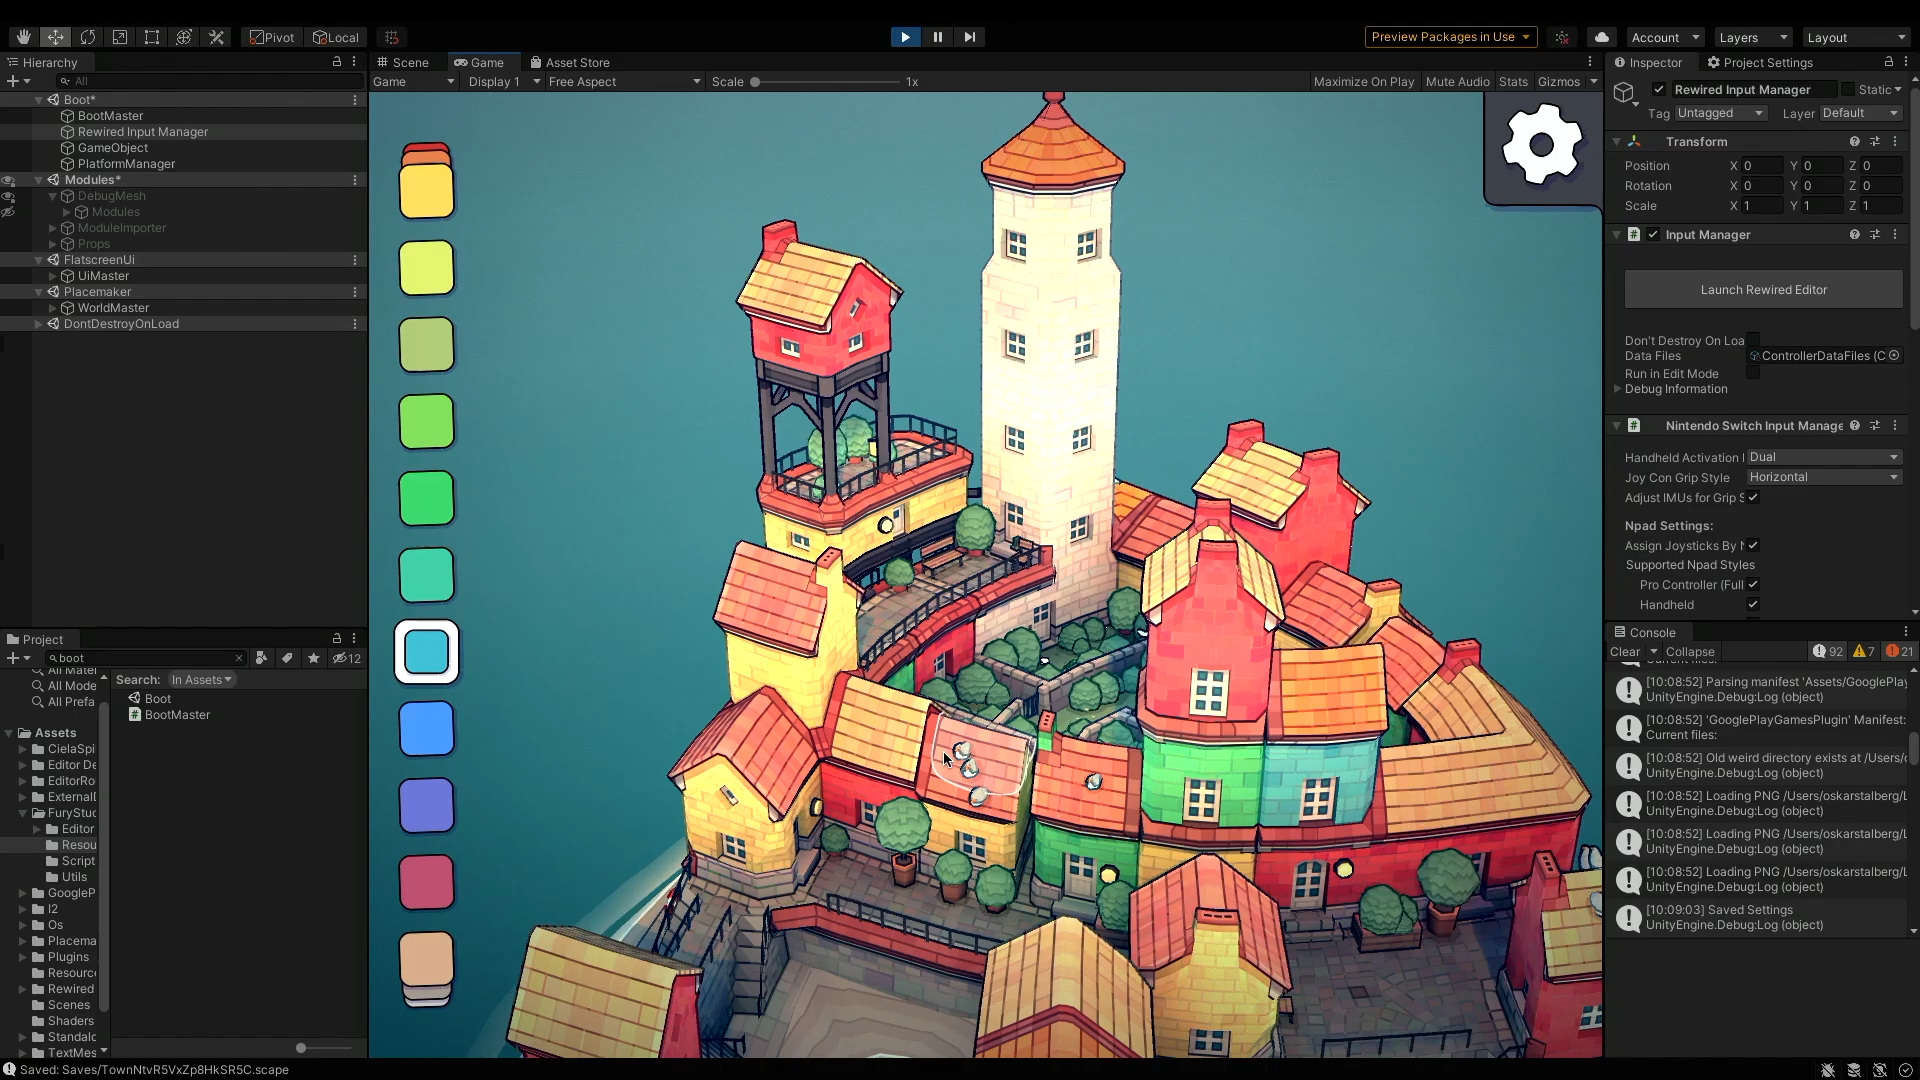 Pivot
Local
Preview Packages in Use
Account
Layers
Layout
Hierarchy
All
Boot*
BootMaster
Rewired Input Manager
GameObject
PlatformManager
Modules*
DebugMesh
Modules
ModuleImporter
Props
FlatscreenUi
UiMaster
Placemaker
WorldMaster
DontDestroyOnLoad
Scene
Game
Asset Store
Game
Display 1
Free Aspect
Scale
1x
Maximize On Play
Mute Audio
Stats
Gizmos
Inspector
Project Settings
Rewired Input Manager
Static
Tag
Untagged
Layer
Default
Transform
Position X 0 Y 0 Z 0
Rotation X 0 Y 0 Z 0
Scale X 1 Y 1 Z 1
Input Manager
Launch Rewired Editor
Don't Destroy On Loa
Data Files
ControllerDataFiles (C
Run in Edit Mode
Debug Information
Nintendo Switch Input Manage
Handheld Activation
Dual
Joy Con Grip Style
Horizontal
Adjust IMUs for Grip S
Npad Settings:
Assign Joysticks By N
Supported Npad Styles
Pro Controller (Full
Handheld
Project
boot
12
All Mater
All Mode
All Prefa
Assets
CielaSpi
Editor De
EditorRo
External
FuryStud
Editor
Resou
Script
Utils
GoogleP
I2
Os
Placema
Plugins
Resourc
Rewired
Scenes
Shaders
Standalc
TextMes
Search:
In Assets
Boot
BootMaster
Console
Clear
Collapse
92
7
21
Current files:
[10:08:52] Parsing manifest 'Assets/GooglePlay
UnityEngine.Debug:Log (object)
[10:08:52] 'GooglePlayGamesPlugin' Manifest:
Current files:
[10:08:52] Old weird directory exists at /Users/
UnityEngine.Debug:Log (object)
[10:08:52] Loading PNG /Users/oskarstalberg/L
UnityEngine.Debug:Log (object)
[10:08:52] Loading PNG /Users/oskarstalberg/L
UnityEngine.Debug:Log (object)
[10:08:52] Loading PNG /Users/oskarstalberg/L
UnityEngine.Debug:Log (object)
[10:09:03] Saved Settings
UnityEngine.Debug:Log (object)
Saved: Saves/TownNtvR5VxZp8HkSR5C.scape